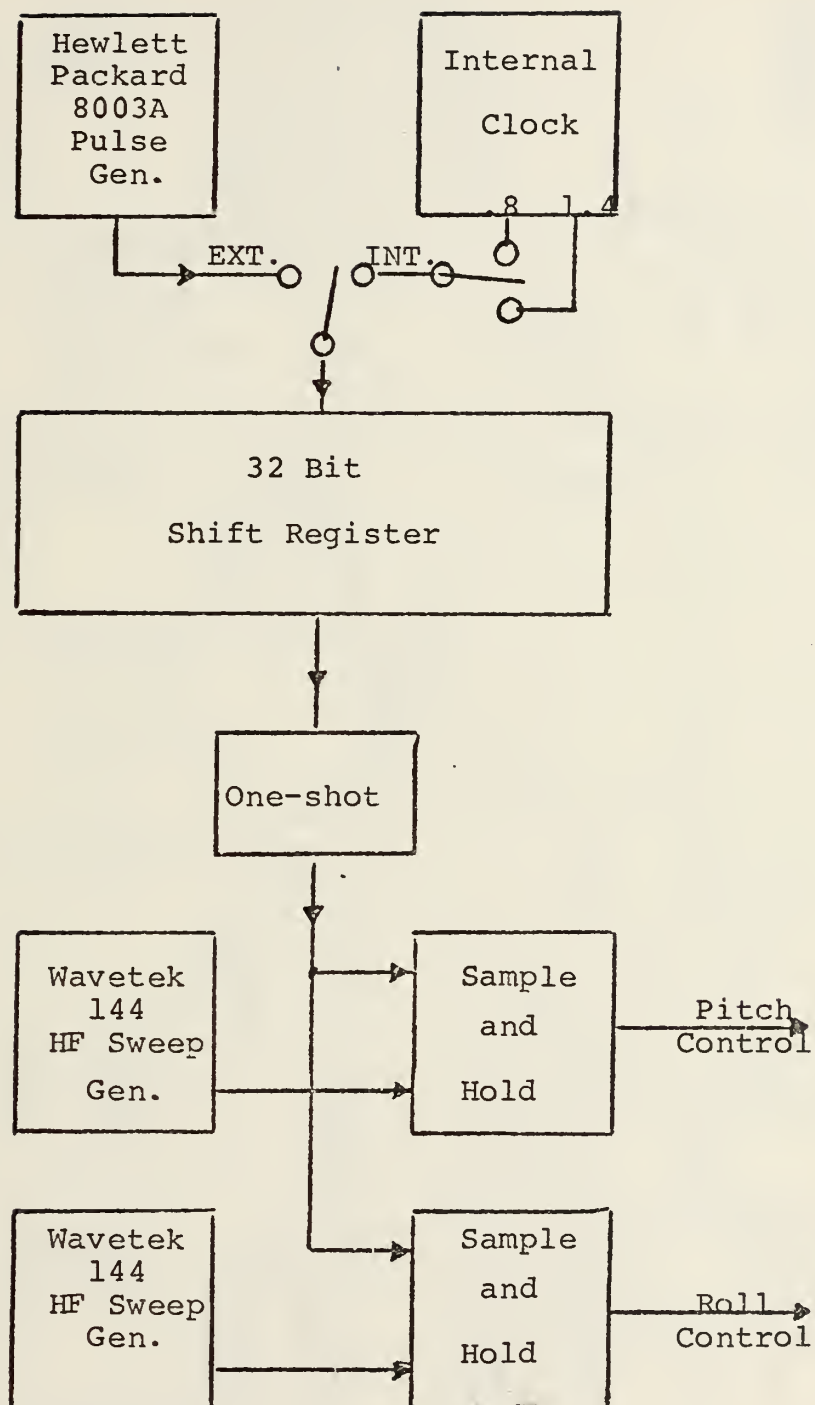 Hewlett
Packard
8003A
Pulse
Gen.
Internal
Clock
.8 1.4
EXT.
INT.
32 Bit
Shift Register
One-shot
Wavetek
144
HF Sweep
Gen.
Sample
and
Hold
Pitch
Control
Wavetek
144
HF Sweep
Gen.
Sample
and
Hold
Roll
Control